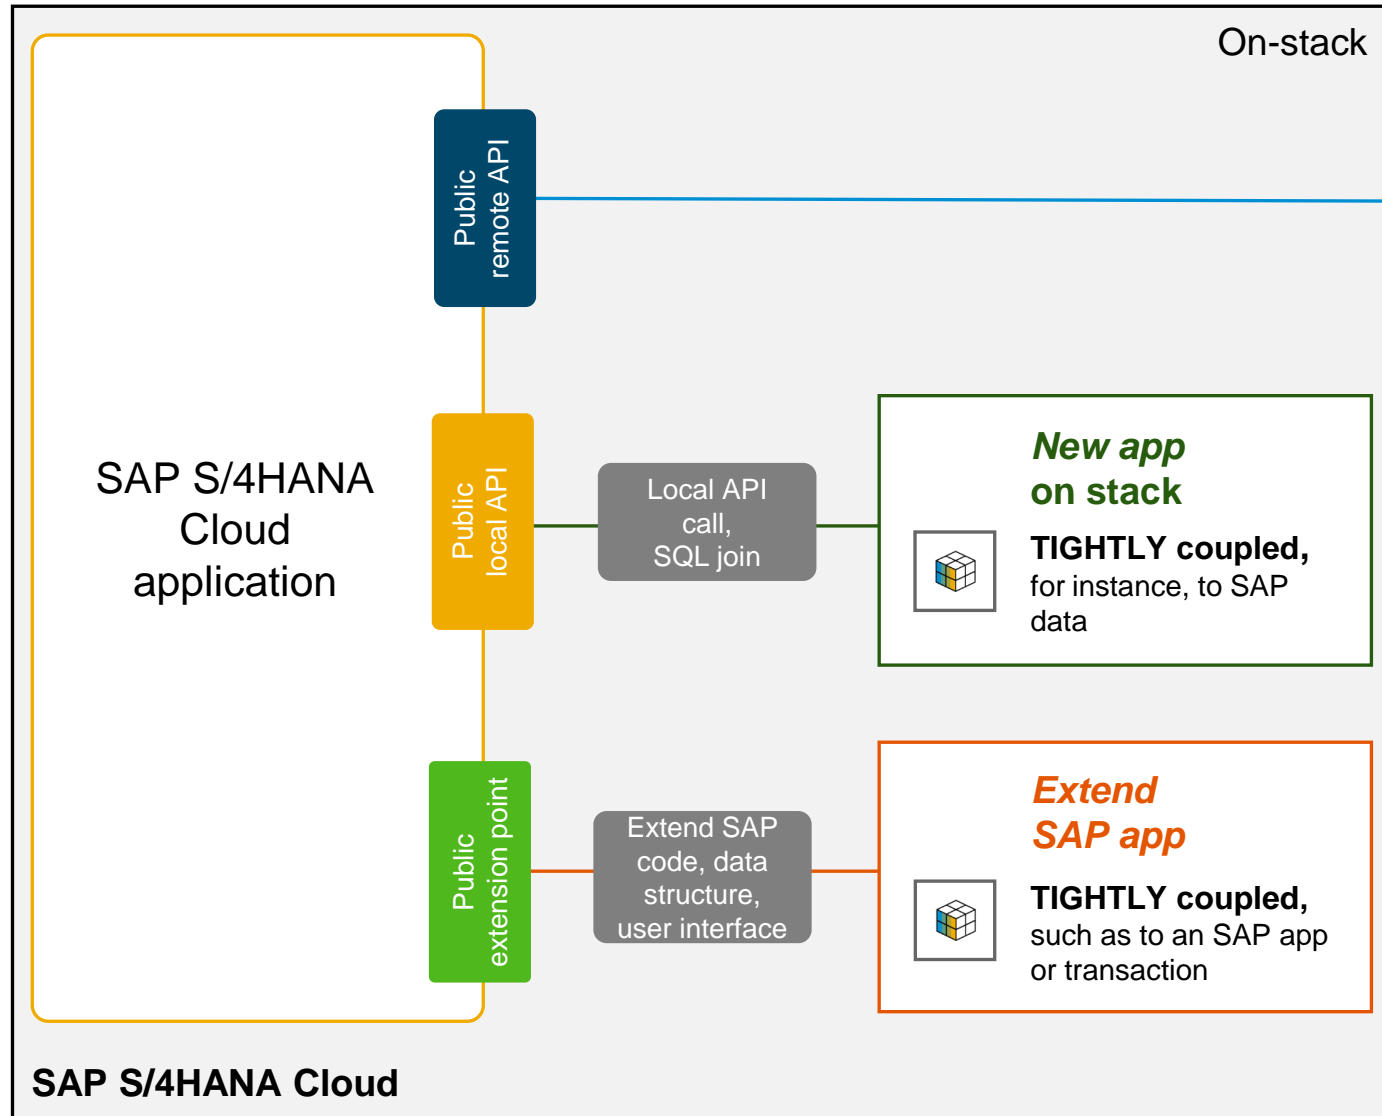 On-stack
Public
remote API
SAP S/4HANA
Cloud
application
Public
local API
Local API
call,
SQL join
New app
on stack
TIGHTLY coupled,
for instance, to SAP
data
Public
extension point
Extend SAP
code, data
structure,
user interface
Extend
SAP app
TIGHTLY coupled,
such as to an SAP app
or transaction
SAP S/4HANA Cloud